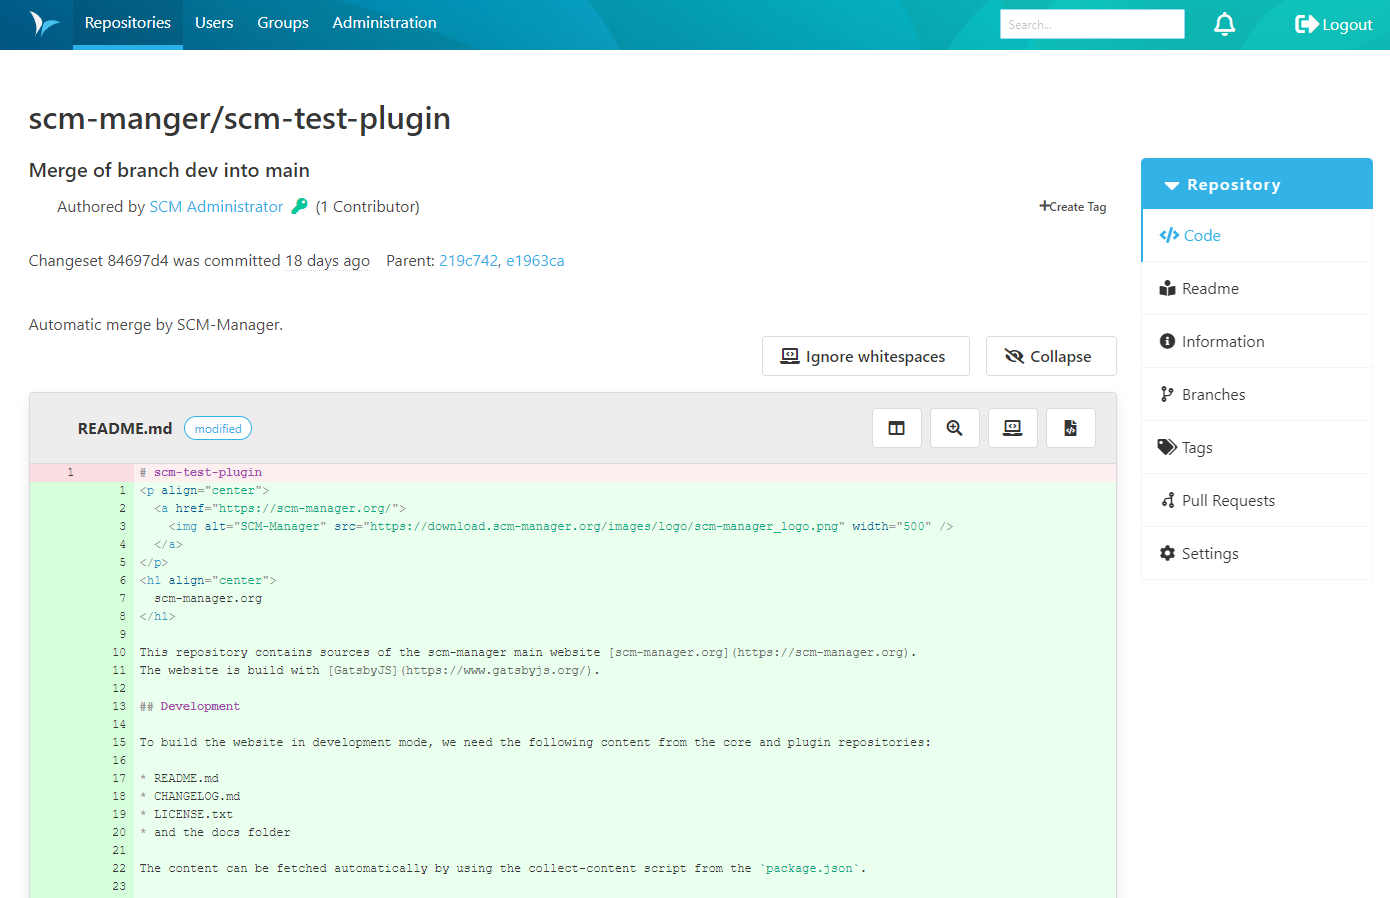 Repositories Users Groups Administration Search... Logout
scm-manger/scm-test-plugin
Merge of branch dev into main
Authored by SCM Administrator (1 Contributor)
Create Tag
Changeset 84697d4 was committed 18 days ago Parent: 219c742, e1963ca
Automatic merge by SCM-Manager.
Ignore whitespaces Collapse
README.md modified
1 # scm-test-plugin
1 <p align="center">
2 <a href="https://scm-manager.org/">
3 <img alt="SCM-Manager" src="https://download.scm-manager.org/images/logo/scm-manager_logo.png" width="500" />
4 </a>
5 </p>
6 <h1 align="center">
7 scm-manager.org
8 </h1>
9
10 This repository contains sources of the scm-manager main website [scm-manager.org](https://scm-manager.org).
11 The website is build with [GatsbyJS](https://www.gatsbyjs.org/).
12
13 ## Development
14
15 To build the website in development mode, we need the following content from the core and plugin repositories:
16
17 * README.md
18 * CHANGELOG.md
19 * LICENSE.txt
20 * and the docs folder
21
22 The content can be fetched automatically by using the collect-content script from the `package.json`.
23
Repository
Code
Readme
Information
Branches
Tags
Pull Requests
Settings